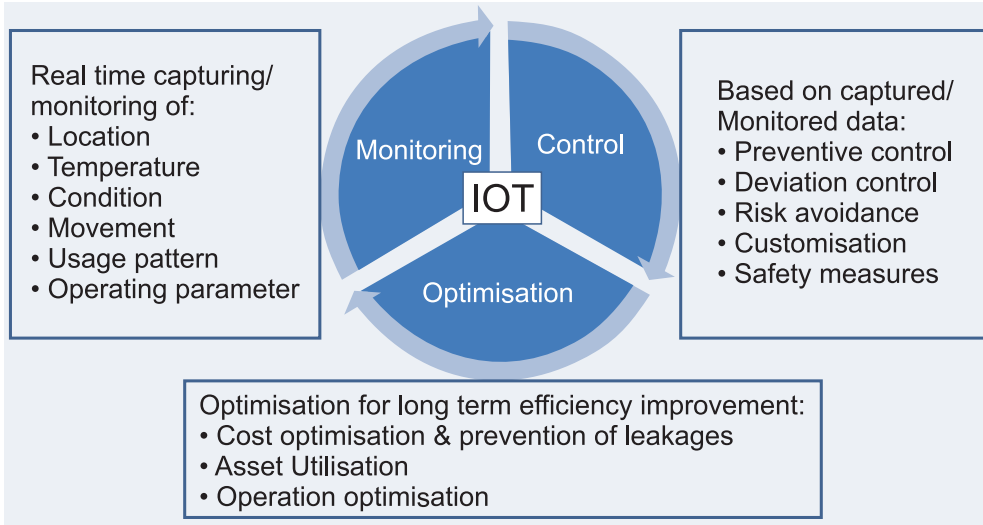 Real time capturing/
monitoring of:
• Location
• Temperature
• Condition
• Movement
• Usage pattern
• Operating parameter
Monitoring
Control
IOT
Optimisation
Based on captured/
Monitored data:
• Preventive control
• Deviation control
• Risk avoidance
• Customisation
• Safety measures
Optimisation for long term efficiency improvement:
• Cost optimisation & prevention of leakages
• Asset Utilisation
• Operation optimisation